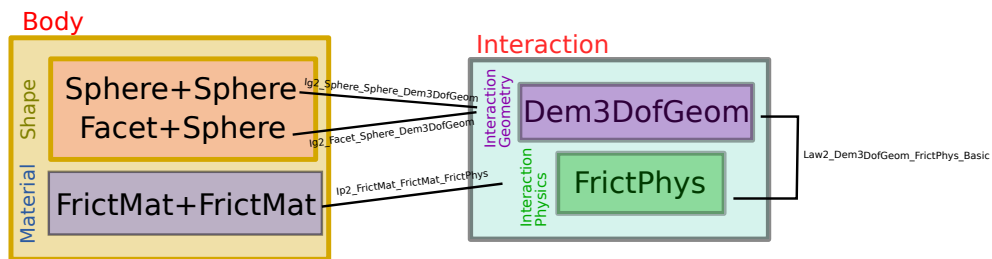 Body
Interaction
Shape
Sphere+Sphere
Facet+Sphere
Ig2_Sphere_Sphere_Dem3DofGeom
Ig2_Facet_Sphere_Dem3DofGeom
Interaction
Geometry
Dem3DofGeom
Law2_Dem3DofGeom_FrictPhys_Basic
Material
FrictMat+FrictMat
Ip2_FrictMat_FrictMat_FrictPhys
Interaction
Physics
FrictPhys